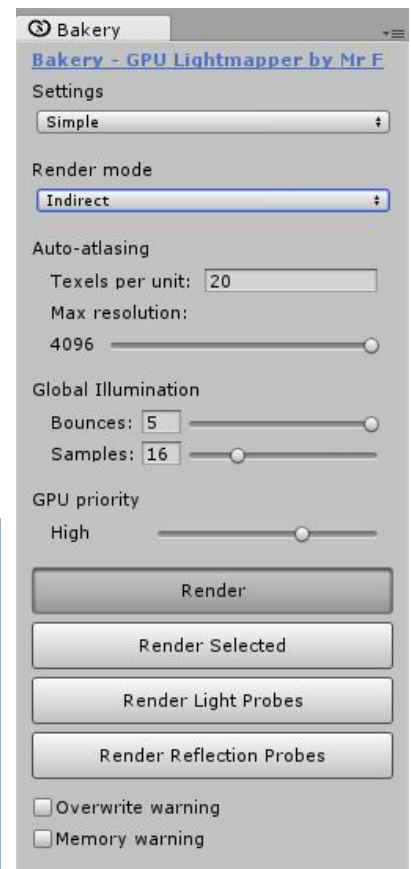 Bakery
Bakery - GPU Lightmapper by Mr F
Settings
Simple
Render mode
Indirect
Auto-atlasing
Texels per unit: 20
Max resolution:
4096
Global Illumination
Bounces: 5
Samples: 16
GPU priority
High
Render
Render Selected
Render Light Probes
Render Reflection Probes
Overwrite warning
Memory warning